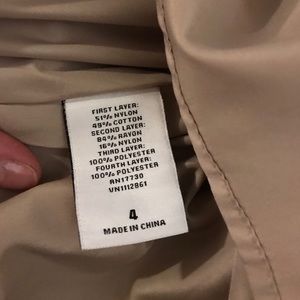 FIRST LAYER:
51% NYLON
49% COTTON
SECOND LAYER:
84% RAYON
16% NYLON
THIRD LAYER:
100% POLYESTER
FOURTH LAYER:
100% POLYESTER
RN17730
VN1112861
4
MADE IN CHINA